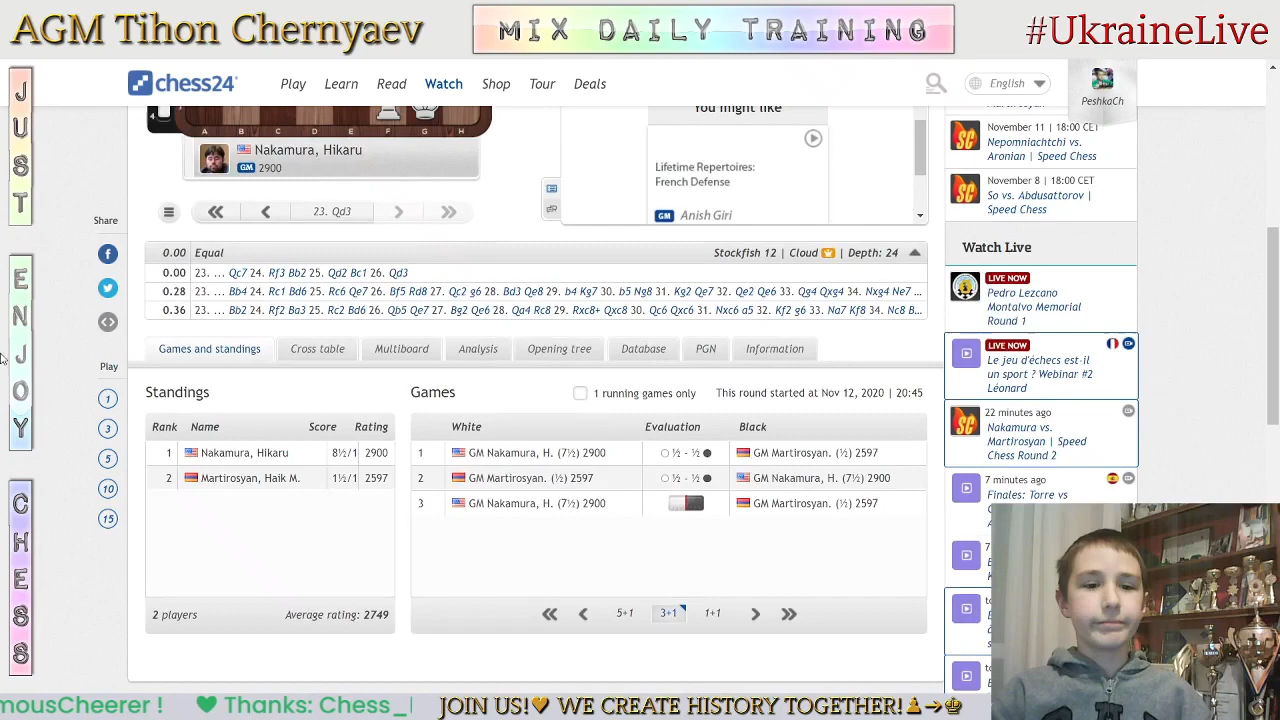 AGM Tihon Chernyaev
MIX DAILY TRAINING
#UkraineLive
JUST
ENJOY
CHESS
chess24
Play
Learn
Read
Watch
Shop
Tour
Deals
English
PeshkaCh
A B C D E F G H
Nakamura, Hikaru
GM 2900
23. Qd3
You might like
Lifetime Repertoires:
French Defense
GM Anish Giri
Share
Play
1
3
5
10
15
0.00 Equal
Stockfish 12 | Cloud | Depth: 24
0.00 23. ... Qc7 24. Rf3 Bb2 25. Qd2 Bc1 26. Qd3
0.28 23. ... Bb4 24. Rc6 Qe7 25. Bf5 Rd8 27. Qc2 g6 28. Bd3 Qe8 29. b4 Kg7 30. b5 Ng8 31. Kg2 Qe7 32. Qe2 Qe6 33. Qg4 Qxg4 34. Nxg4 Ne7 ...
0.36 23. ... Bb2 24. Rf2 Ba3 25. Rc2 Bd6 26. Qb5 Qe7 27. Bg2 Qe6 28. Qa4 Rc8 29. Rxc8+ Qxc8 30. Qc6 Qxc6 31. Nxc6 a5 32. Kf2 g6 33. Na7 Kf8 34. Nc8 B...
Games and standings
Cross table
Multiboard
Analysis
Opening tree
Database
PGN
Information
Standings
Rank Name Score Rating
1 Nakamura, Hikaru 8½/1 2900
2 Martirosyan, Haik M. 1½/1 2597
2 players
Average rating: 2749
Games
1 running games only
This round started at Nov 12, 2020 | 20:45
White Evaluation Black
1 GM Nakamura, H. (7½) 2900 ½ - ½ GM Martirosyan. (½) 2597
2 GM Martirosyan. (½) 2597 ½ - ½ GM Nakamura, H. (7½) 2900
3 GM Nakamura, H. (7½) 2900 GM Martirosyan. (½) 2597
5+1
3+1
1+1
November 11 | 18:00 CET
Nepomniachtchi vs.
Aronian | Speed Chess
November 8 | 18:00 CET
So vs. Abdusattorov |
Speed Chess
Watch Live
LIVE NOW
Pedro Lezcano
Montalvo Memorial
Round 1
LIVE NOW
Le jeu d'échecs est-il
un sport ? Webinar #2
Léonard
22 minutes ago
Nakamura vs.
Martirosyan | Speed
Chess Round 2
7 minutes ago
Finales: Torre vs
mousCheerer !
Thanks: Chess_
JOIN US! WE CREATE HISTORY TOGETHER!